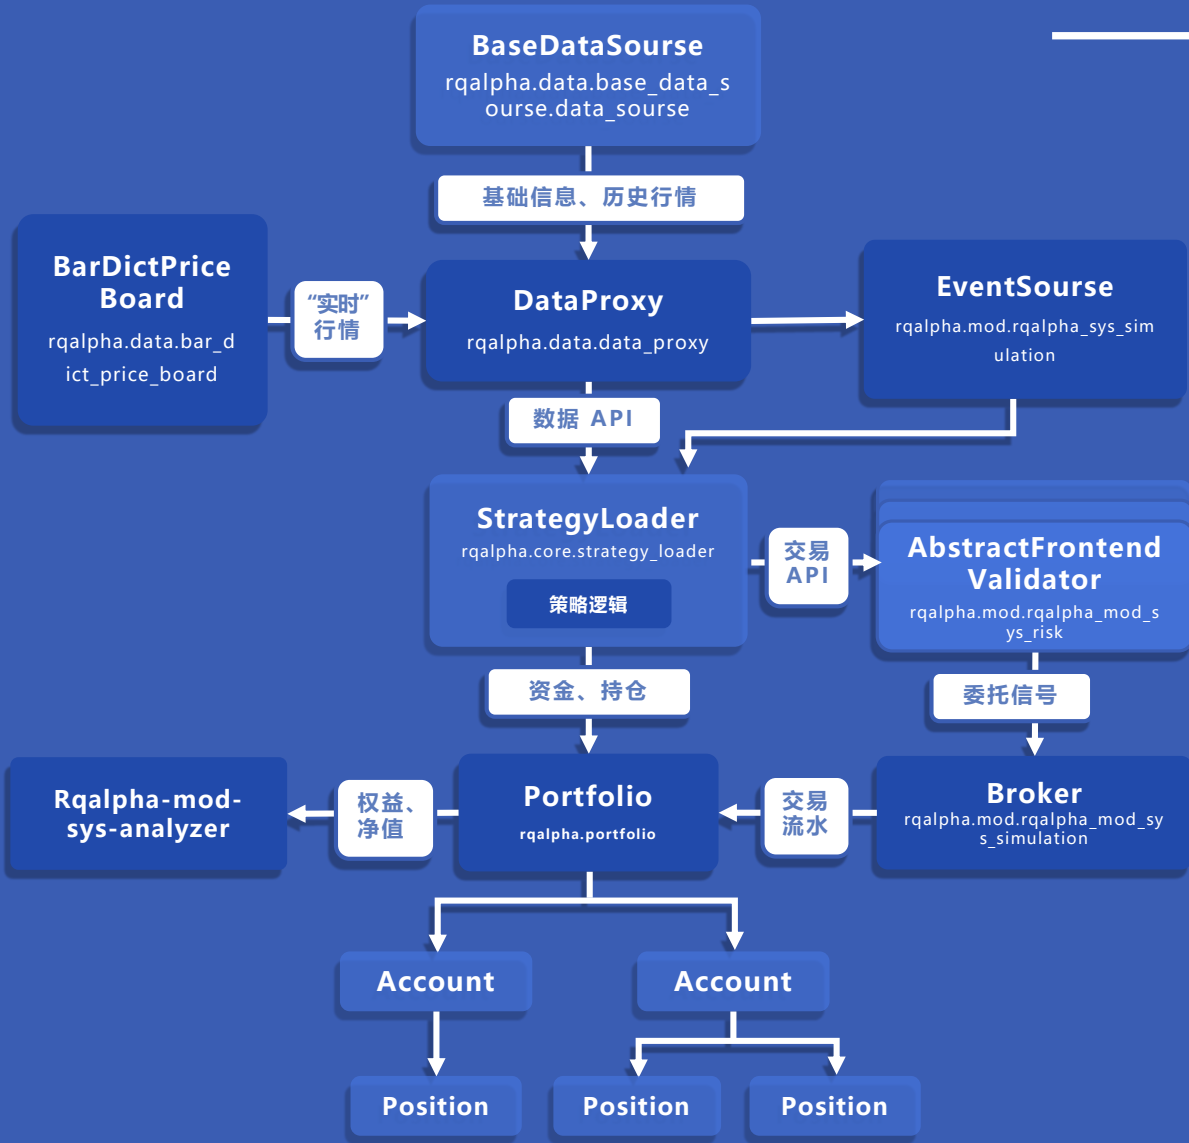 BaseDataSourse
rqalpha.data.base_data_s
ourse.data_sourse
基础信息、历史行情
BarDictPrice
Board
rqalpha.data.bar_d
ict_price_board
“实时”
行情
DataProxy
rqalpha.data.data_proxy
EventSourse
rqalpha.mod.rqalpha_sys_sim
ulation
数据 API
StrategyLoader
rqalpha.core.strategy_loader
策略逻辑
交易
API
AbstractFrontend
Validator
rqalpha.mod.rqalpha_mod_s
ys_risk
资金、持仓
委托信号
Rqalpha-mod-
sys-analyzer
权益、
净值
Portfolio
rqalpha.portfolio
交易
流水
Broker
rqalpha.mod.rqalpha_mod_sy
s_simulation
Account
Account
Position
Position
Position